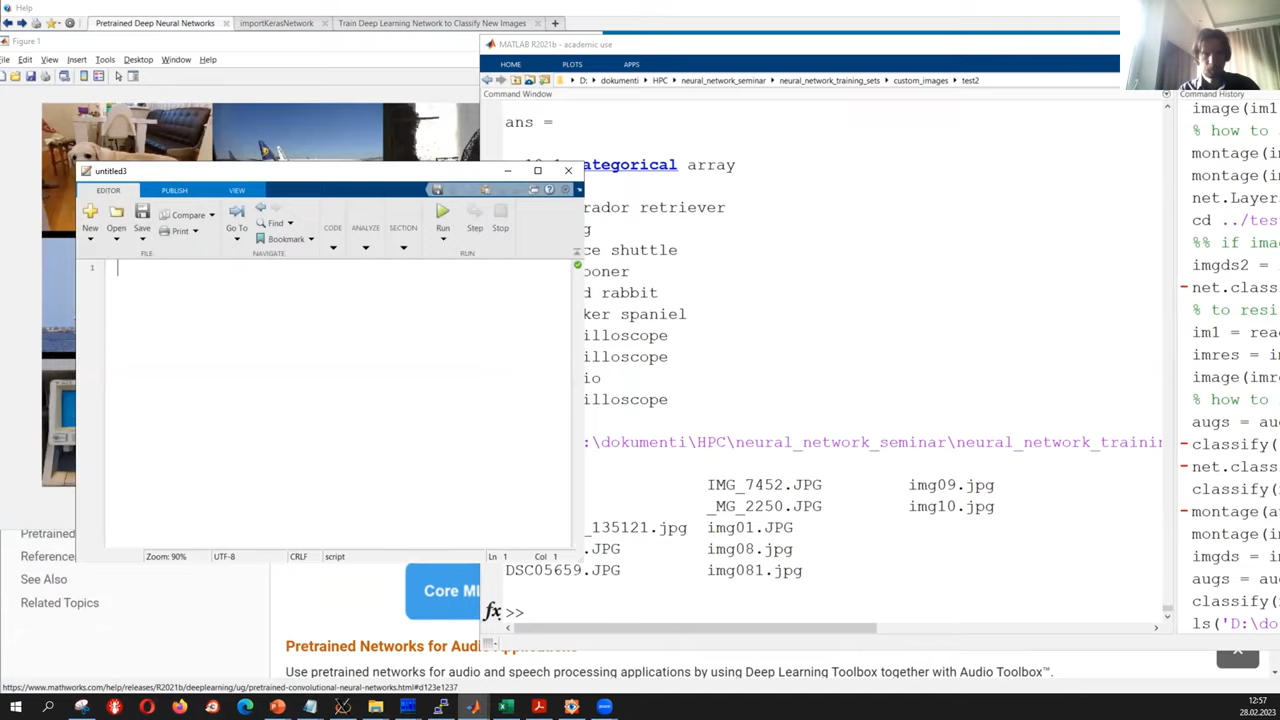 Help
Pretrained Deep Neural Networks
importKerasNetwork
Train Deep Learning Network to Classify New Images
Figure 1
File Edit View Insert Tools Desktop Window Help
MATLAB R2021b - academic use
HOME PLOTS APPS
D: dokumenti HPC neural_network_seminar neural_network_training_sets custom_images test2
Command Window
Command History
ans =
categorical array
rador retriever
g
ce shuttle
ooner
d rabbit
ker spaniel
illoscope
illoscope
io
illoscope
:\dokumenti\HPC\neural_network_seminar\neural_network_trainin
IMG_7452.JPG img09.jpg
_MG_2250.JPG img10.jpg
_135121.jpg img01.JPG
.JPG img08.jpg
DSC05659.JPG img081.jpg
fx >>
untitled3
EDITOR PUBLISH VIEW
New Open Save
Compare
Print
Go To
Find
Bookmark
CODE ANALYZE SECTION
Run Step Stop
FILE NAVIGATE RUN
1
Zoom: 90% UTF-8 CRLF script Ln 1 Col 1
image(im1
% how to
montage(i
montage(i
net.Layer
cd ../tes
%% if ima
imgds2 =
net.class
% to resi
im1 = rea
imres = i
image(imr
% how to
augs = au
classify(
net.class
classify(
montage(a
montage(i
imgds = i
augs = au
classify(
ls('D:\do
Pretrained
Reference
See Also
Related Topics
Core M
Pretrained Networks for Audio Applications
Use pretrained networks for audio and speech processing applications by using Deep Learning Toolbox together with Audio Toolbox™.
https://www.mathworks.com/help/releases/R2021b/deeplearning/ug/pretrained-convolutional-neural-networks.html#d123e1237
12:57
28.02.2023